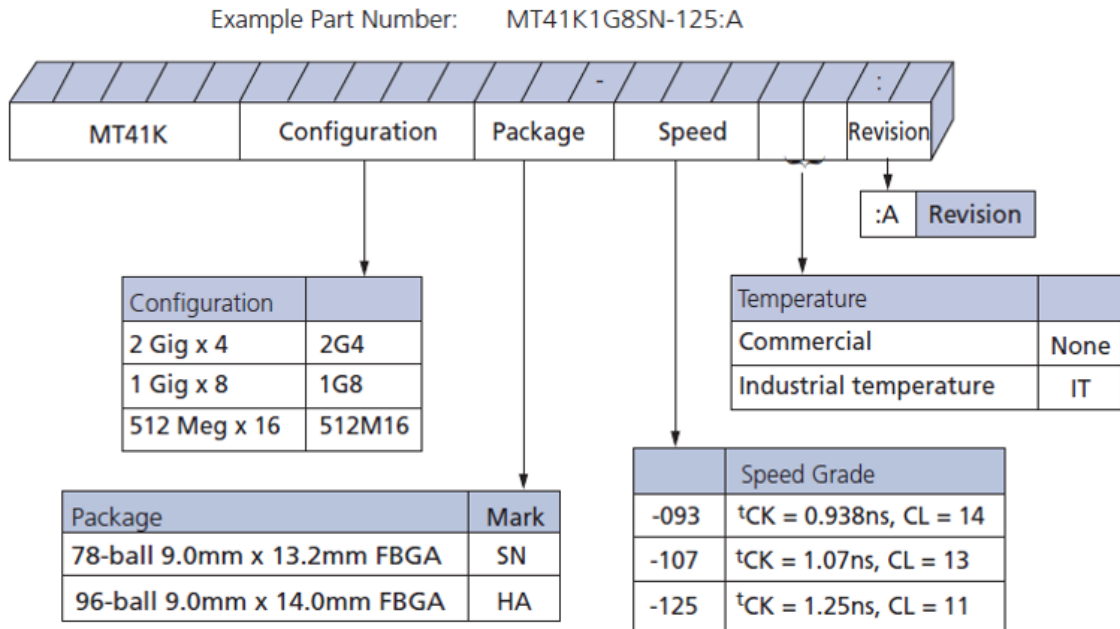 Example Part Number: MT41K1G8SN-125:A
- :
MT41K Configuration Package Speed Revision
:A Revision
Configuration
2 Gig x 4 2G4
1 Gig x 8 1G8
512 Meg x 16 512M16
Temperature
Commercial None
Industrial temperature IT
Package Mark
78-ball 9.0mm x 13.2mm FBGA SN
96-ball 9.0mm x 14.0mm FBGA HA
Speed Grade
-093 tCK = 0.938ns, CL = 14
-107 tCK = 1.07ns, CL = 13
-125 tCK = 1.25ns, CL = 11